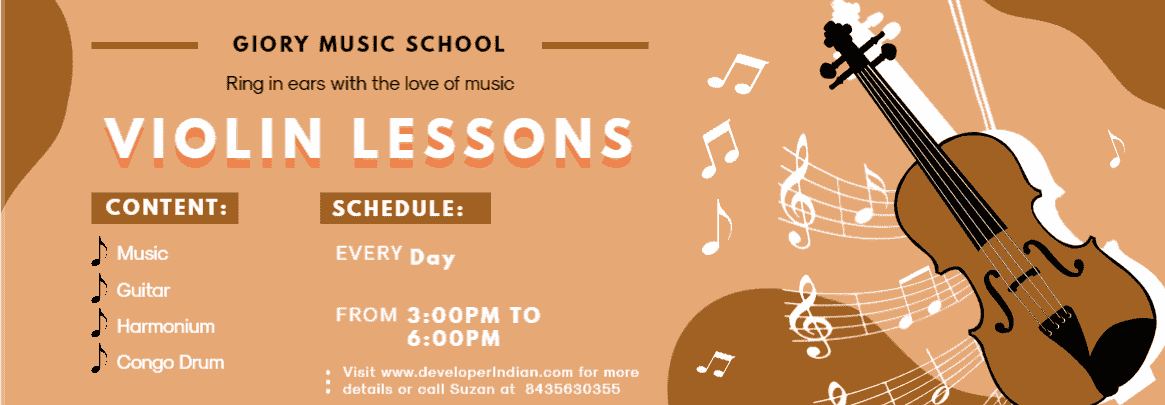 GIORY MUSIC SCHOOL
Ring in ears with the love of music
VIOLIN LESSONS
CONTENT:
Music
Guitar
Harmonium
Congo Drum
SCHEDULE:
EVERY Day
FROM 3:00PM TO
6:00PM
Visit www.developerIndian.com for more
details or call Suzan at 8435630355